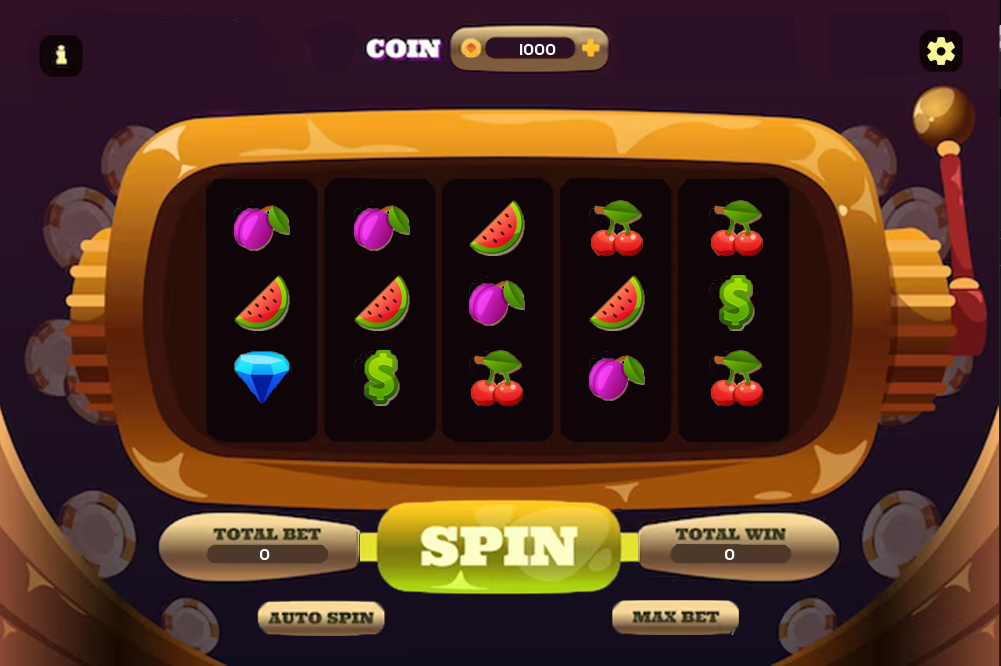 i
COIN 1000
TOTAL BET
0
SPIN
TOTAL WIN
0
AUTO SPIN
MAX BET